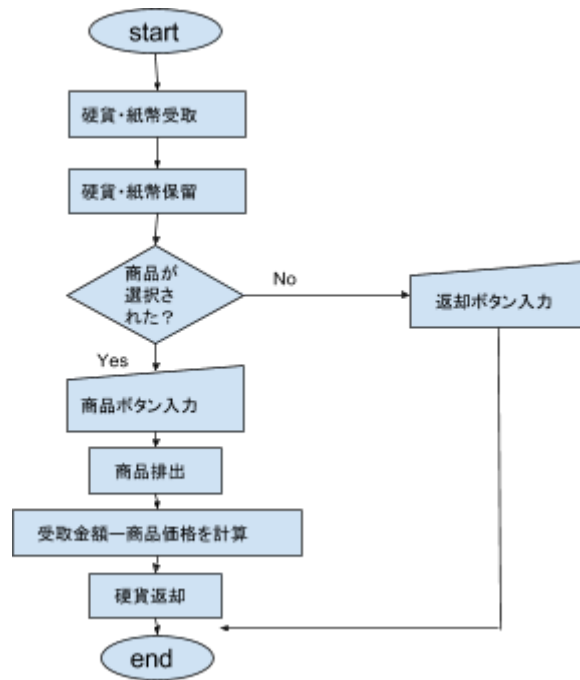 start
硬貨・紙幣受取
硬貨・紙幣保留
商品が
選択さ
れた？
No
返却ボタン入力
Yes
商品ボタン入力
商品排出
受取金額ー商品価格を計算
硬貨返却
end